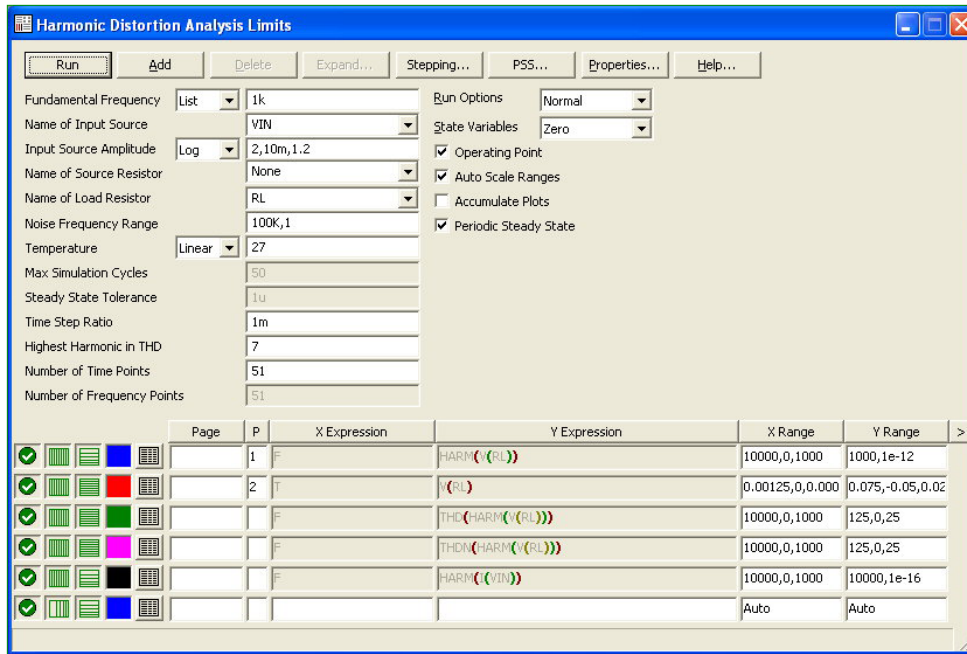 Harmonic Distortion Analysis Limits
Run Add Delete Expand... Stepping... PSS... Properties... Help...
Fundamental Frequency List 1k
Name of Input Source VIN
Input Source Amplitude Log 2,10m,1.2
Name of Source Resistor None
Name of Load Resistor RL
Noise Frequency Range 100K,1
Temperature Linear 27
Max Simulation Cycles 50
Steady State Tolerance 1u
Time Step Ratio 1m
Highest Harmonic in THD 7
Number of Time Points 51
Number of Frequency Points 51
Run Options Normal
State Variables Zero
Operating Point
Auto Scale Ranges
Accumulate Plots
Periodic Steady State
Page P X Expression Y Expression X Range Y Range >
1 F HARM(V(RL)) 10000,0,1000 1000,1e-12
2 T V(RL) 0.00125,0,0.000 0.075,-0.05,0.02
F THD(HARM(V(RL))) 10000,0,1000 125,0,25
F THDN(HARM(V(RL))) 10000,0,1000 125,0,25
F HARM(I(VIN)) 10000,0,1000 10000,1e-16
Auto Auto